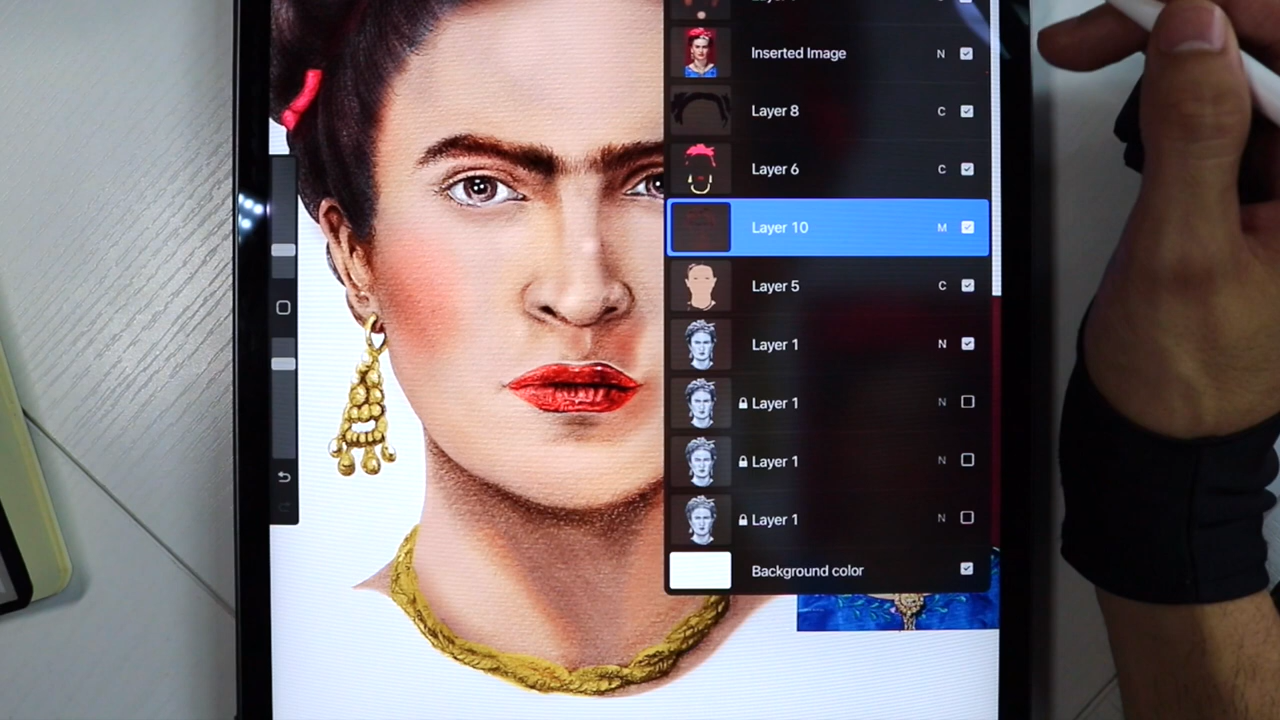 Inserted Image N
Layer 8 C
Layer 6 C
Layer 10 M
Layer 5 C
Layer 1 N
Layer 1 N
Layer 1 N
Layer 1 N
Background color